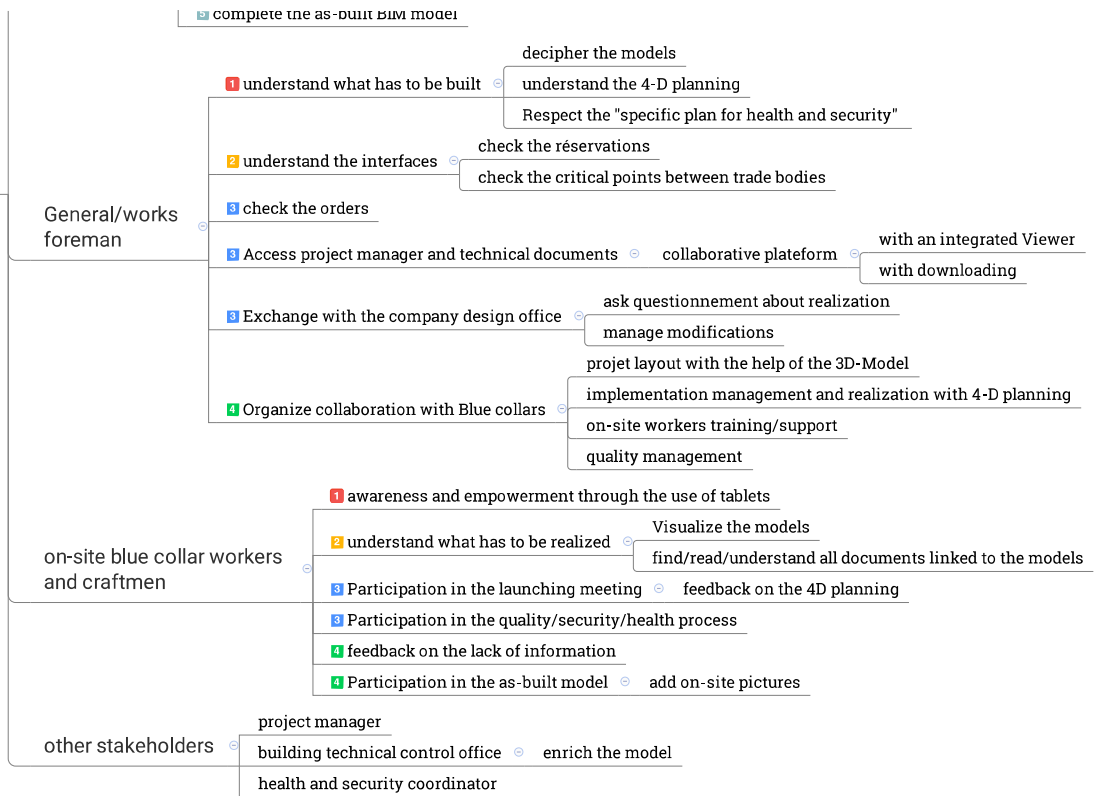 5 complete the as-built BIM model
General/works
foreman
1 understand what has to be built
decipher the models
understand the 4-D planning
Respect the "specific plan for health and security"
2 understand the interfaces
check the réservations
check the critical points between trade bodies
3 check the orders
3 Access project manager and technical documents
collaborative plateform
with an integrated Viewer
with downloading
3 Exchange with the company design office
ask questionnement about realization
manage modifications
4 Organize collaboration with Blue collars
projet layout with the help of the 3D-Model
implementation management and realization with 4-D planning
on-site workers training/support
quality management
on-site blue collar workers
and craftmen
1 awareness and empowerment through the use of tablets
2 understand what has to be realized
Visualize the models
find/read/understand all documents linked to the models
3 Participation in the launching meeting
feedback on the 4D planning
3 Participation in the quality/security/health process
4 feedback on the lack of information
4 Participation in the as-built model
add on-site pictures
other stakeholders
project manager
building technical control office
enrich the model
health and security coordinator